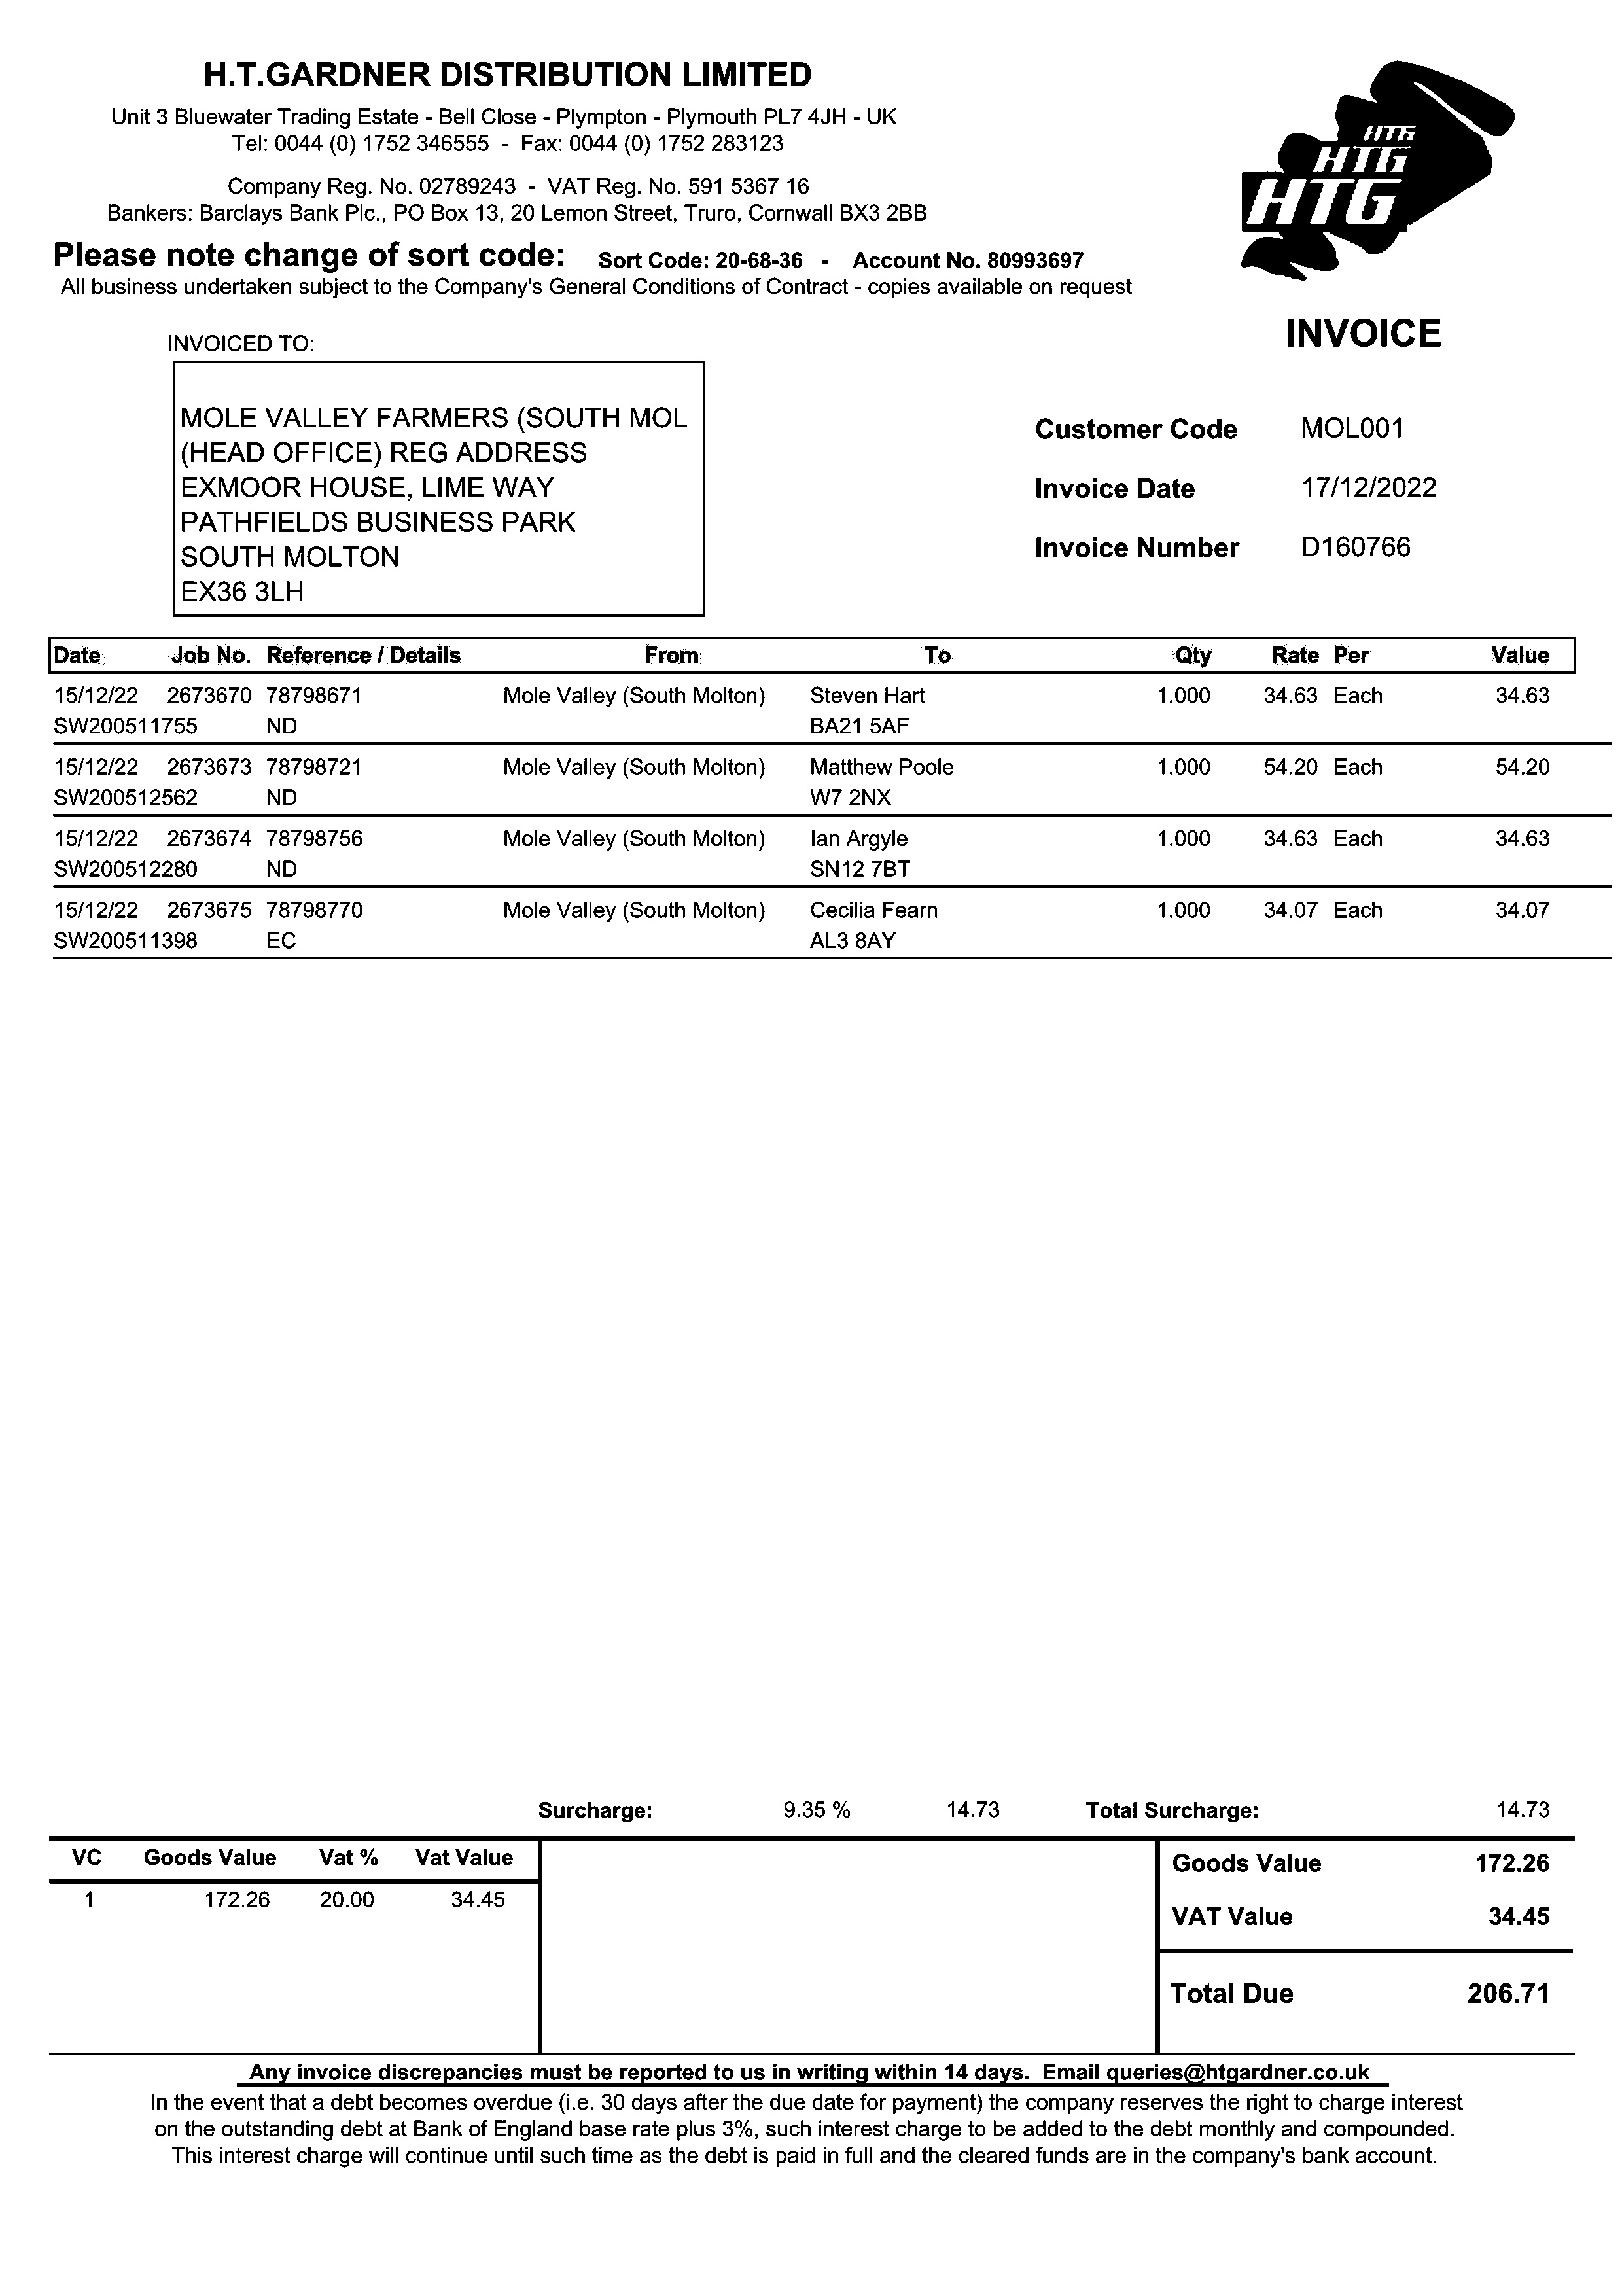 H.T.GARDNER DISTRIBUTION LIMITED
Unit 3 Bluewater Trading Estate - Bell Close - Plympton - Plymouth PL7 4JH - UK
Tel: 0044 (0) 1752 346555 - Fax: 0044 (0) 1752 283123
Company Reg. No. 02789243 - VAT Reg. No. 591 5367 16
Bankers: Barclays Bank Plc., PO Box 13, 20 Lemon Street, Truro, Cornwall BX3 2BB
Please note change of sort code: Sort Code: 20-68-36 - Account No. 80993697
All business undertaken subject to the Company's General Conditions of Contract - copies available on request
HTG
HTG
HTG
INVOICE
INVOICED TO:
MOLE VALLEY FARMERS (SOUTH MOL
(HEAD OFFICE) REG ADDRESS
EXMOOR HOUSE, LIME WAY
PATHFIELDS BUSINESS PARK
SOUTH MOLTON
EX36 3LH
Customer Code MOL001
Invoice Date 17/12/2022
Invoice Number D160766
Date Job No. Reference / Details From To Qty Rate Per Value
15/12/22 2673670 78798671 Mole Valley (South Molton) Steven Hart 1.000 34.63 Each 34.63
SW200511755 ND BA21 5AF
15/12/22 2673673 78798721 Mole Valley (South Molton) Matthew Poole 1.000 54.20 Each 54.20
SW200512562 ND W7 2NX
15/12/22 2673674 78798756 Mole Valley (South Molton) Ian Argyle 1.000 34.63 Each 34.63
SW200512280 ND SN12 7BT
15/12/22 2673675 78798770 Mole Valley (South Molton) Cecilia Fearn 1.000 34.07 Each 34.07
SW200511398 EC AL3 8AY
Surcharge: 9.35 % 14.73 Total Surcharge: 14.73
VC Goods Value Vat % Vat Value
1 172.26 20.00 34.45
Goods Value 172.26
VAT Value 34.45
Total Due 206.71
Any invoice discrepancies must be reported to us in writing within 14 days. Email queries@htgardner.co.uk
In the event that a debt becomes overdue (i.e. 30 days after the due date for payment) the company reserves the right to charge interest
on the outstanding debt at Bank of England base rate plus 3%, such interest charge to be added to the debt monthly and compounded.
This interest charge will continue until such time as the debt is paid in full and the cleared funds are in the company's bank account.